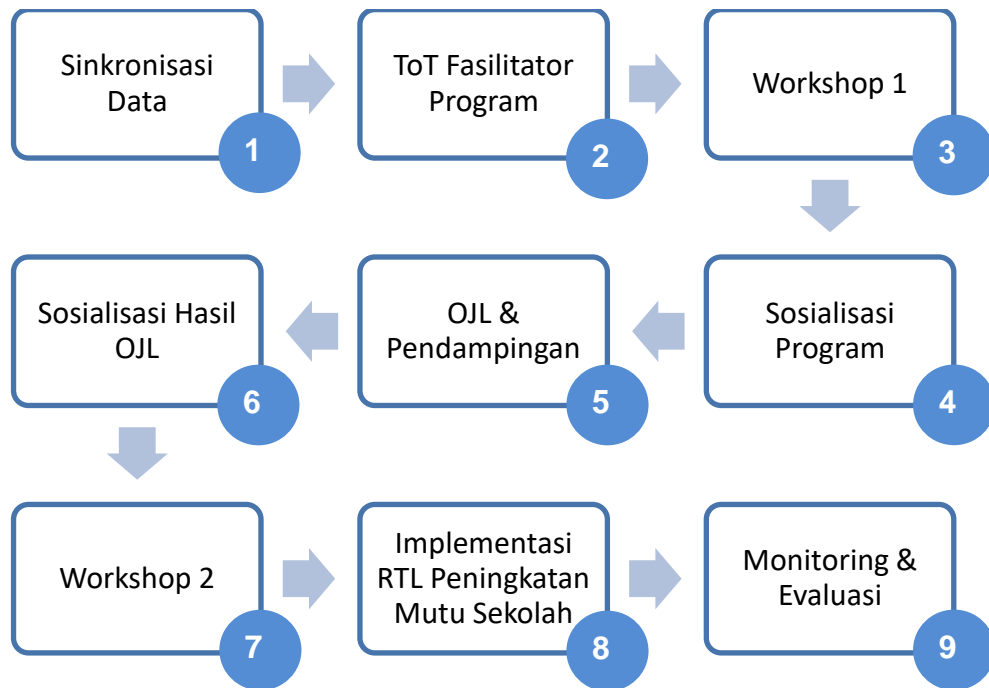 Sinkronisasi
Data
1
ToT Fasilitator
Program
2
Workshop 1
3
Sosialisasi
Program
4
OJL &
Pendampingan
5
Sosialisasi Hasil
OJL
6
Workshop 2
7
Implementasi
RTL Peningkatan
Mutu Sekolah
8
Monitoring &
Evaluasi
9